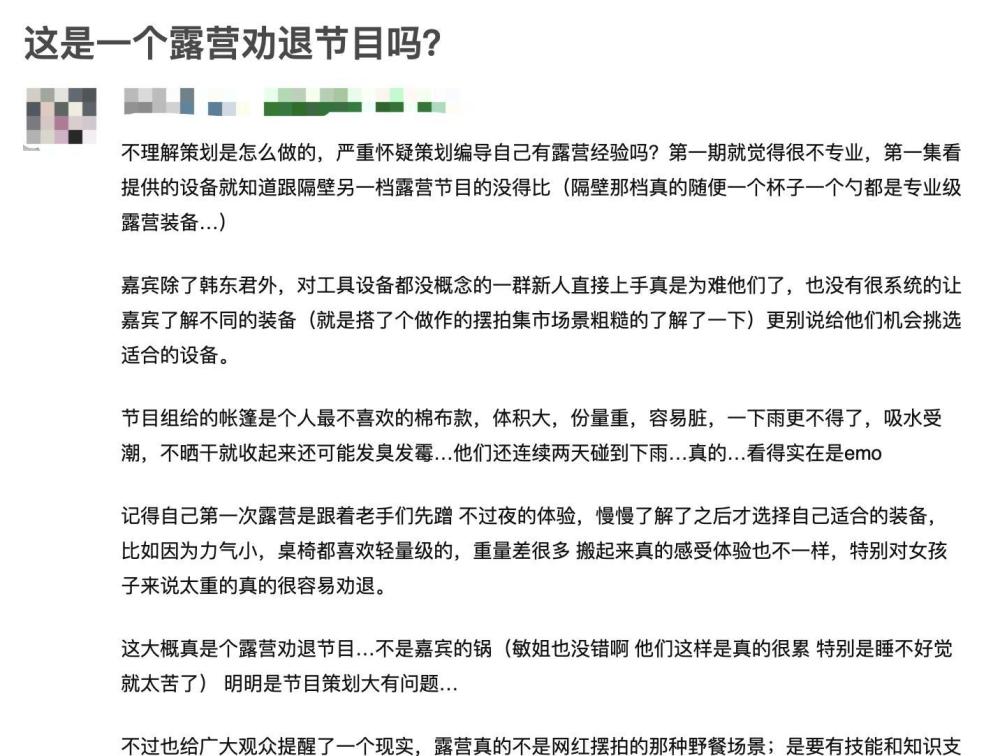 这是一个露营劝退节目吗？
不理解策划是怎么做的，严重怀疑策划编导自己有露营经验吗？第一期就觉得很不专业，第一集看
提供的设备就知道跟隔壁另一档露营节目的没得比（隔壁那档真的随便一个杯子一个勺都是专业级
露营装备…）
嘉宾除了韩东君外，对工具设备都没概念的一群新人直接上手真是为难他们了，也没有很系统的让
嘉宾了解不同的装备（就是搭了个做作的摆拍集市场景粗糙的了解了一下）更别说给他们机会挑选
适合的设备。
节目组给的帐篷是个人最不喜欢的棉布款，体积大，份量重，容易脏，一下雨更不得了，吸水受
潮，不晒干就收起来还可能发臭发霉…他们还连续两天碰到下雨…真的…看得实在是emo
记得自己第一次露营是跟着老手们先蹭 不过夜的体验，慢慢了解了之后才选择自己适合的装备，
比如因为力气小，桌椅都喜欢轻量级的，重量差很多 搬起来真的感受体验也不一样，特别对女孩
子来说太重的真的很容易劝退。
这大概真是个露营劝退节目…不是嘉宾的锅（敏姐也没错啊 他们这样是真的很累 特别是睡不好觉
就太苦了） 明明是节目策划大有问题…
不过也给广大观众提醒了一个现实，露营真的不是网红摆拍的那种野餐场景；是要有技能和知识支